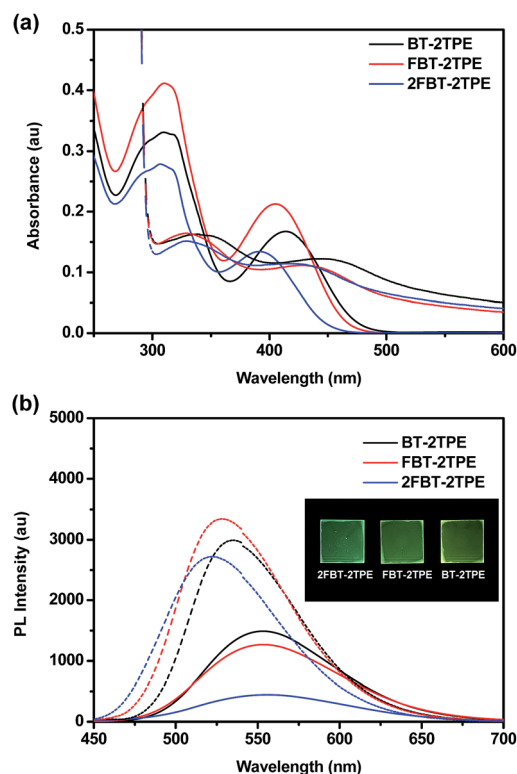 (a)
0.5
0.4
0.3
0.2
0.1
0.0
Absorbance (au)
BT-2TPE
FBT-2TPE
2FBT-2TPE
300 400 500 600
Wavelength (nm)
(b)
5000
4000
3000
2000
1000
0
PL Intensity (au)
BT-2TPE
FBT-2TPE
2FBT-2TPE
2FBT-2TPE FBT-2TPE BT-2TPE
450 500 550 600 650 700
Wavelength (nm)